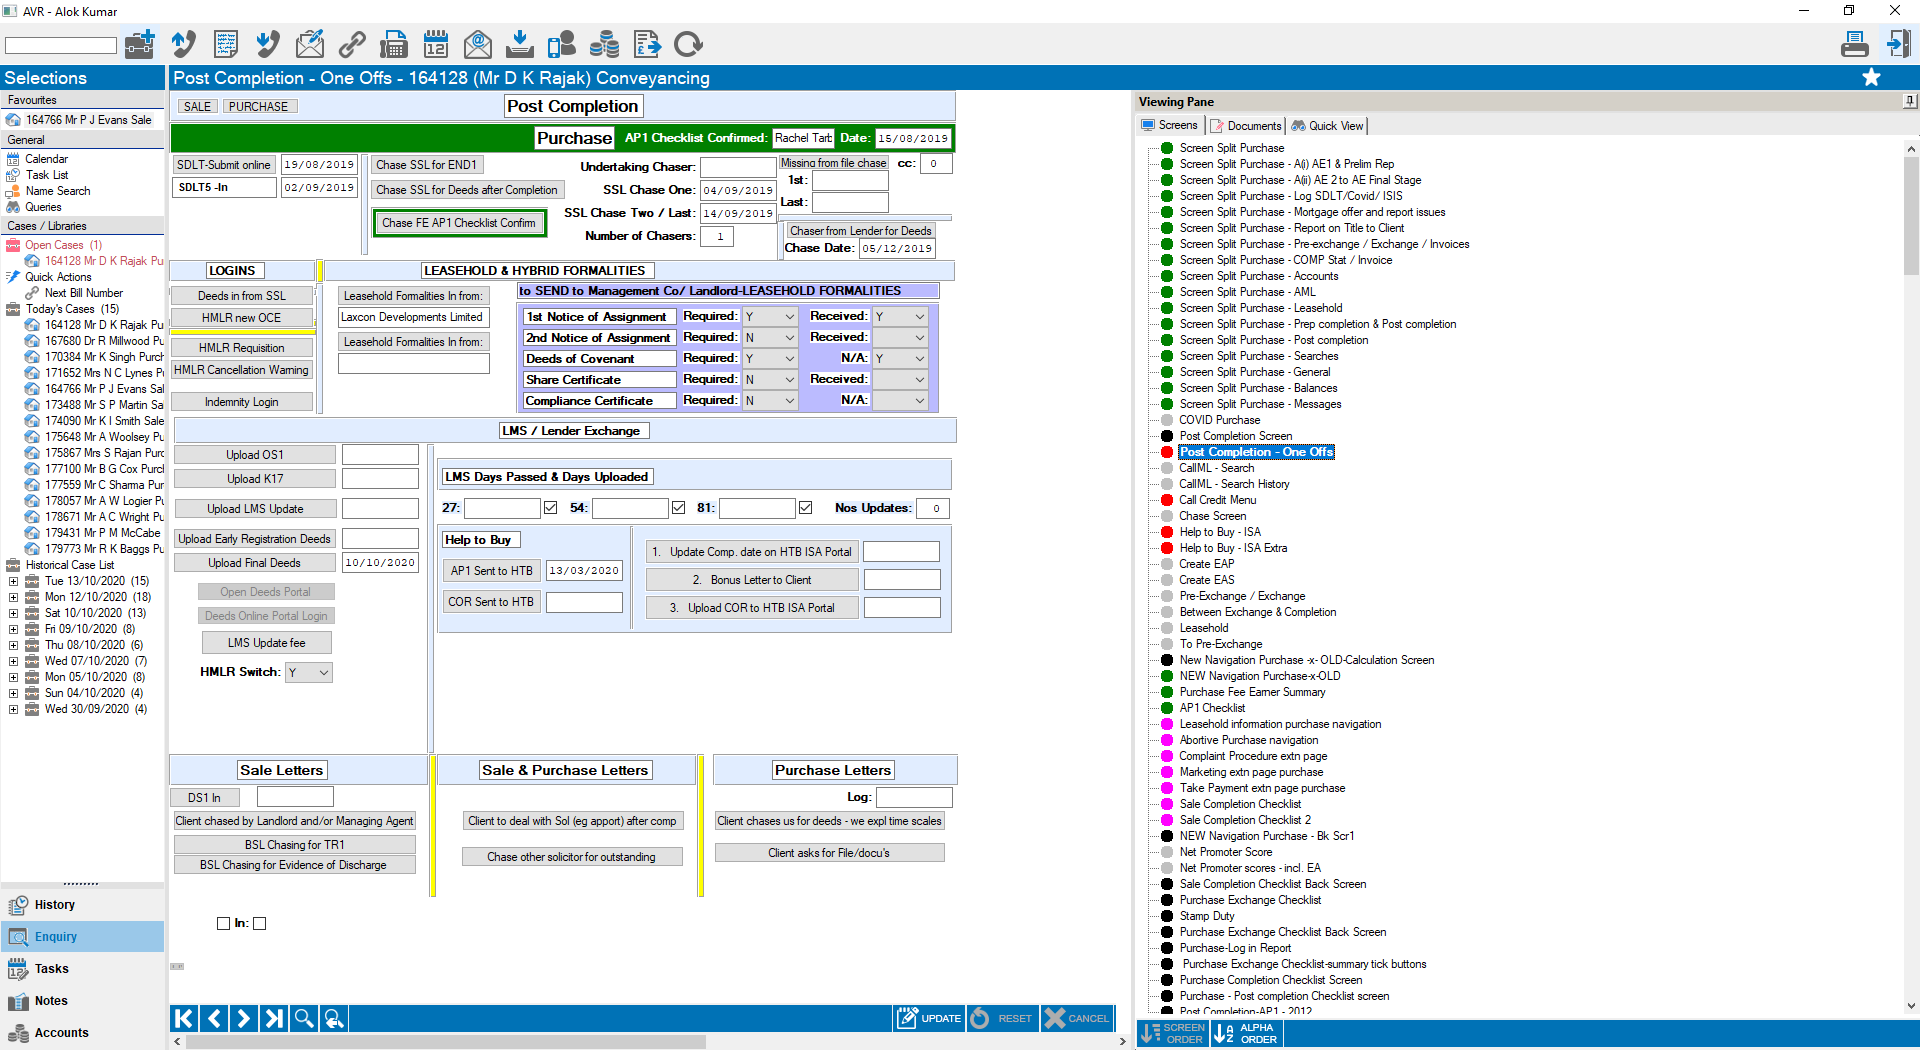 AVR - Alok Kumar
Selections
Post Completion - One Offs - 164128 (Mr D K Rajak) Conveyancing
Favourites
164766 Mr P J Evans Sale
General
Calendar
Task List
Name Search
Queries
Cases / Libraries
Open Cases (1)
164128 Mr D K Rajak Pu
Quick Actions
Next Bill Number
Today's Cases (15)
164128 Mr D K Rajak Pu
167680 Dr R Millwood Pu
170384 Mr K Singh Purch
171652 Mrs N C Lynes P
164766 Mr P J Evans Sal
173488 Mr S P Martin Sa
174090 Mr K I Smith Sale
175648 Mr A Woolsey Pu
175867 Mrs S Rajan Purc
177100 Mr B G Cox Purcl
177559 Mr C Sharma Pur
178057 Mr A W Logier P
178671 Mr A C Wright Pu
179431 Mr P M McCabe
179773 Mr R K Baggs Pu
Historical Case List
Tue 13/10/2020 (15)
Mon 12/10/2020 (18)
Sat 10/10/2020 (13)
Fri 09/10/2020 (8)
Thu 08/10/2020 (6)
Wed 07/10/2020 (7)
Mon 05/10/2020 (8)
Sun 04/10/2020 (4)
Wed 30/09/2020 (4)
History
Enquiry
Tasks
Notes
Accounts
SALE PURCHASE Post Completion
Purchase AP1 Checklist Confirmed: Rachel Tarb Date: 15/08/2019
SDLT-Submit online 19/08/2019
SDLT5 -In 02/09/2019
Chase SSL for END1
Chase SSL for Deeds after Completion
Chase FE AP1 Checklist Confirm
Undertaking Chaser:
SSL Chase One: 04/09/2019
SSL Chase Two / Last: 14/09/2019
Number of Chasers: 1
Missing from file chase cc: 0
1st:
Last:
Chaser from Lender for Deeds
Chase Date: 05/12/2019
LOGINS
Deeds in from SSL
HMLR new OCE
HMLR Requisition
HMLR Cancellation Warning
Indemnity Login
LEASEHOLD & HYBRID FORMALITIES
Leasehold Formalities In from:
Laxcon Developments Limited
Leasehold Formalities In from:
to SEND to Management Co/ Landlord-LEASEHOLD FORMALITIES
1st Notice of Assignment Required: Y Received: Y
2nd Notice of Assignment Required: N Received:
Deeds of Covenant Required: Y N/A: Y
Share Certificate Required: N Received:
Compliance Certificate Required: N N/A:
LMS / Lender Exchange
Upload OS1
Upload K17
Upload LMS Update
Upload Early Registration Deeds
Upload Final Deeds 10/10/2020
Open Deeds Portal
Deeds Online Portal Login
LMS Update fee
HMLR Switch: Y
LMS Days Passed & Days Uploaded
27: 54: 81: Nos Updates: 0
Help to Buy
AP1 Sent to HTB 13/03/2020
COR Sent to HTB
1. Update Comp. date on HTB ISA Portal
2. Bonus Letter to Client
3. Upload COR to HTB ISA Portal
Sale Letters
DS1 In
Client chased by Landlord and/or Managing Agent
BSL Chasing for TR1
BSL Chasing for Evidence of Discharge
Sale & Purchase Letters
Client to deal with Sol (eg apport) after comp
Chase other solicitor for outstanding
Purchase Letters
Log:
Client chases us for deeds - we expl time scales
Client asks for File/docu's
In:
UPDATE RESET CANCEL
Viewing Pane
Screens Documents Quick View
Screen Split Purchase
Screen Split Purchase - A(i) AE1 & Prelim Rep
Screen Split Purchase - A(ii) AE 2 to AE Final Stage
Screen Split Purchase - Log SDLT/Covid/ ISIS
Screen Split Purchase - Mortgage offer and report issues
Screen Split Purchase - Report on Title to Client
Screen Split Purchase - Pre-exchange / Exchange / Invoices
Screen Split Purchase - COMP Stat / Invoice
Screen Split Purchase - Accounts
Screen Split Purchase - AML
Screen Split Purchase - Leasehold
Screen Split Purchase - Prep completion & Post completion
Screen Split Purchase - Post completion
Screen Split Purchase - Searches
Screen Split Purchase - General
Screen Split Purchase - Balances
Screen Split Purchase - Messages
COVID Purchase
Post Completion Screen
Post Completion - One Offs
CallML - Search
CallML - Search History
Call Credit Menu
Chase Screen
Help to Buy - ISA
Help to Buy - ISA Extra
Create EAP
Create EAS
Pre-Exchange / Exchange
Between Exchange & Completion
Leasehold
To Pre-Exchange
New Navigation Purchase -x- OLD-Calculation Screen
NEW Navigation Purchase-x-OLD
Purchase Fee Earner Summary
AP1 Checklist
Leasehold information purchase navigation
Abortive Purchase navigation
Complaint Procedure extn page
Marketing extn page purchase
Take Payment extn page purchase
Sale Completion Checklist
Sale Completion Checklist 2
NEW Navigation Purchase - Bk Scr1
Net Promoter Score
Net Promoter scores - incl. EA
Sale Completion Checklist Back Screen
Purchase Exchange Checklist
Stamp Duty
Purchase Exchange Checklist Back Screen
Purchase-Log in Report
Purchase Exchange Checklist-summary tick buttons
Purchase Completion Checklist Screen
Purchase - Post completion Checklist screen
Post Completion-AP1 - 2012
SCREEN ORDER ALPHA ORDER